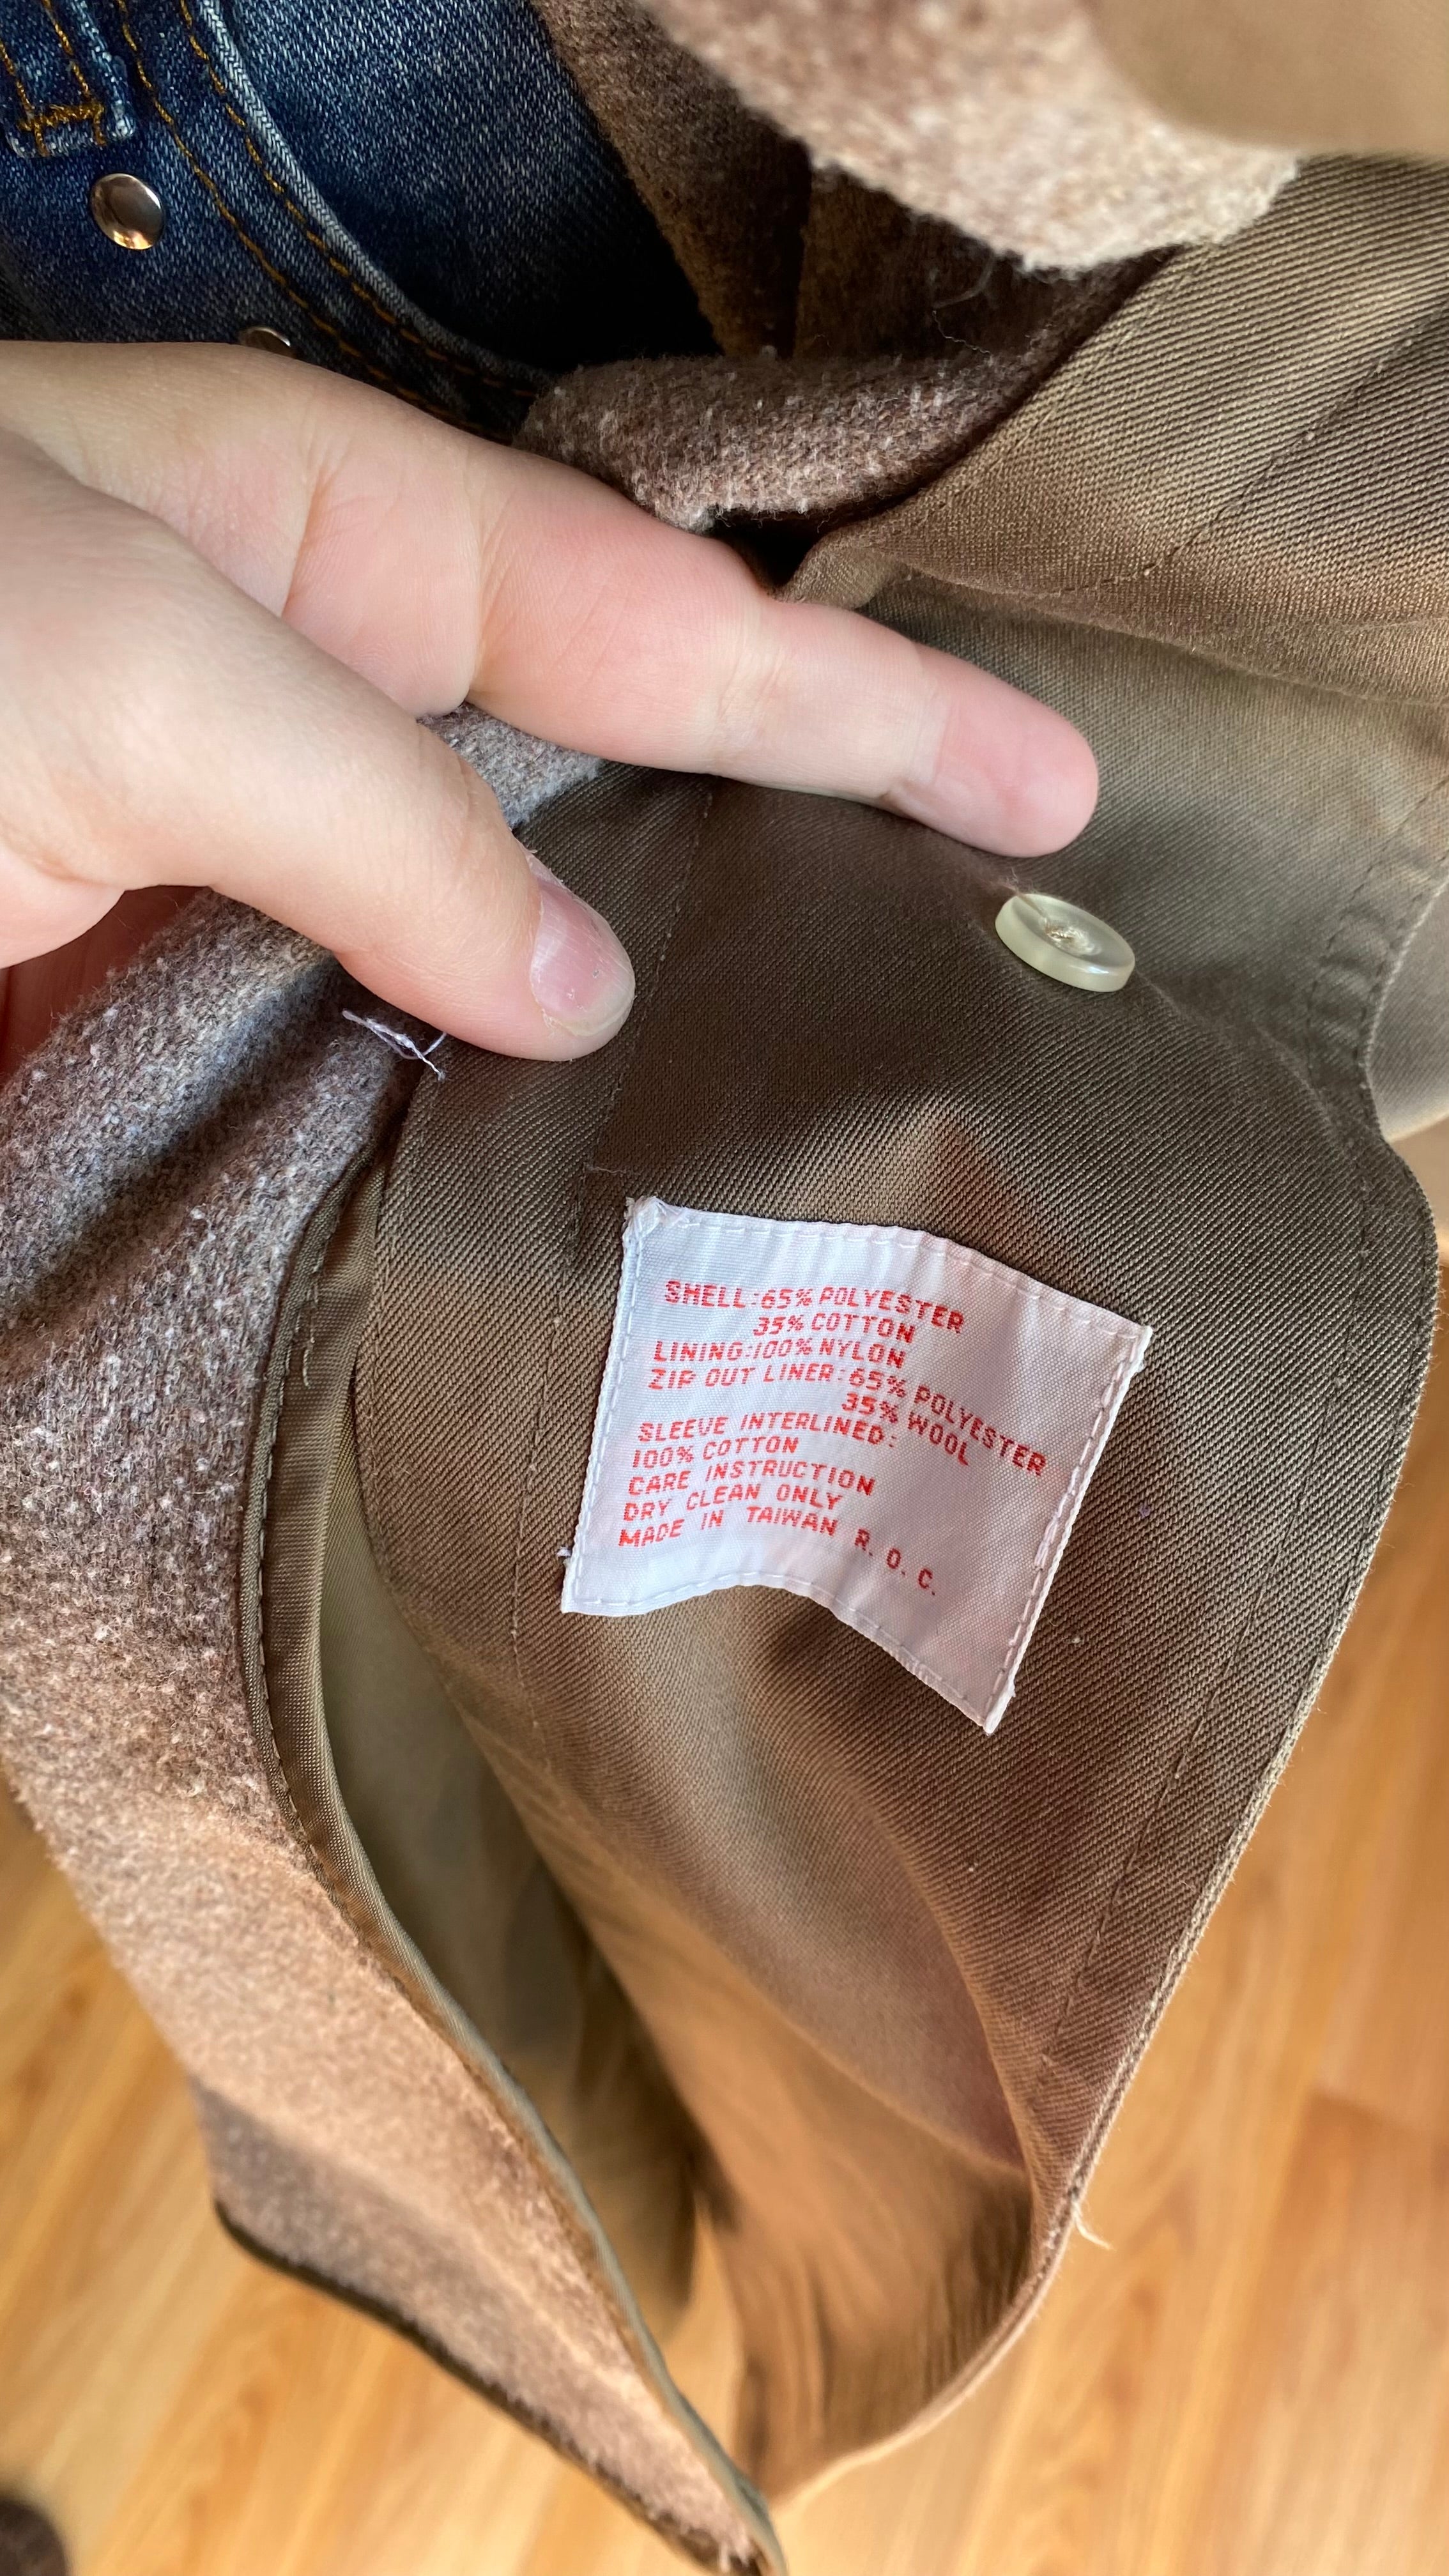 SHELL:65% POLYESTER
35% COTTON
LINING:100% NYLON
ZIP OUT LINER:65% POLYESTER
35% WOOL
SLEEVE INTERLINED:
100% COTTON
CARE INSTRUCTION
DRY CLEAN ONLY
MADE IN TAIWAN R.O.C.